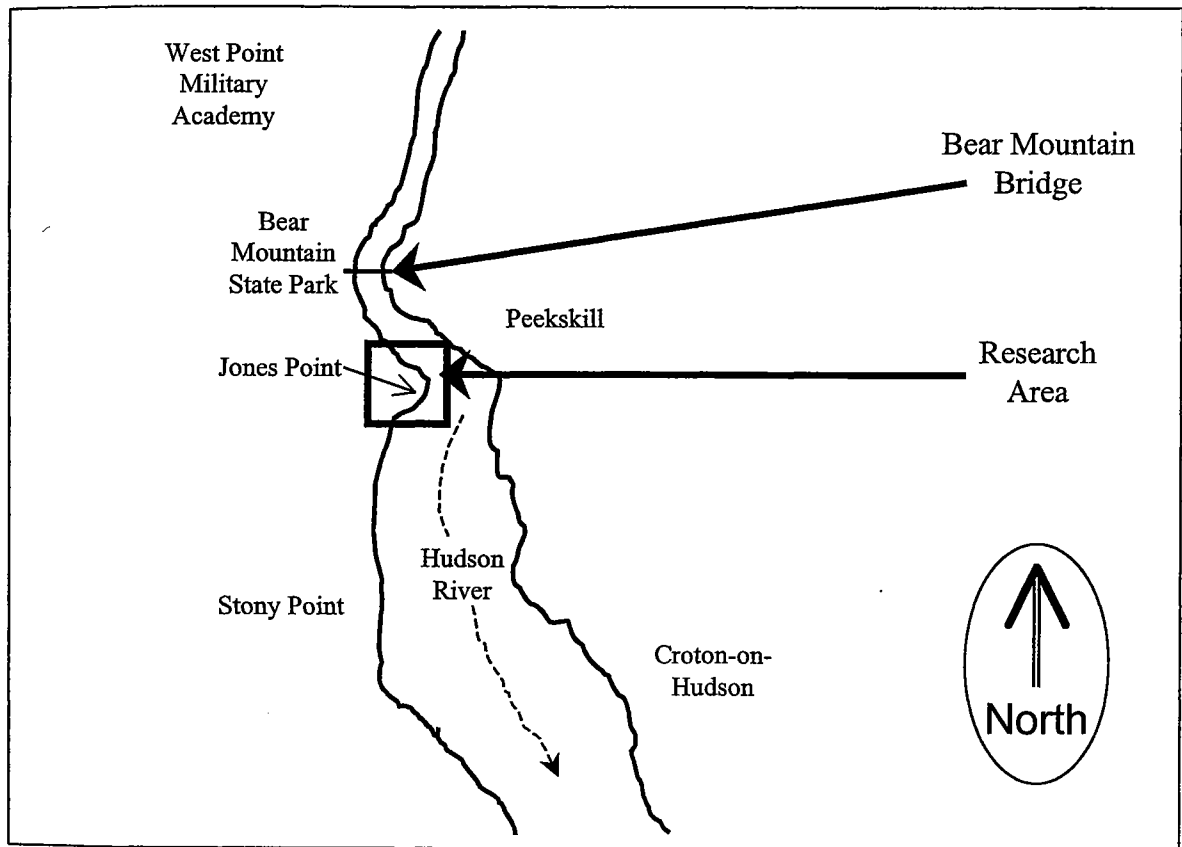 West Point
Military
Academy
Bear Mountain
Bridge
Bear
Mountain
State Park
Peekskill
Jones Point
Research
Area
Hudson
River
Stony Point
Croton-on-
Hudson
North